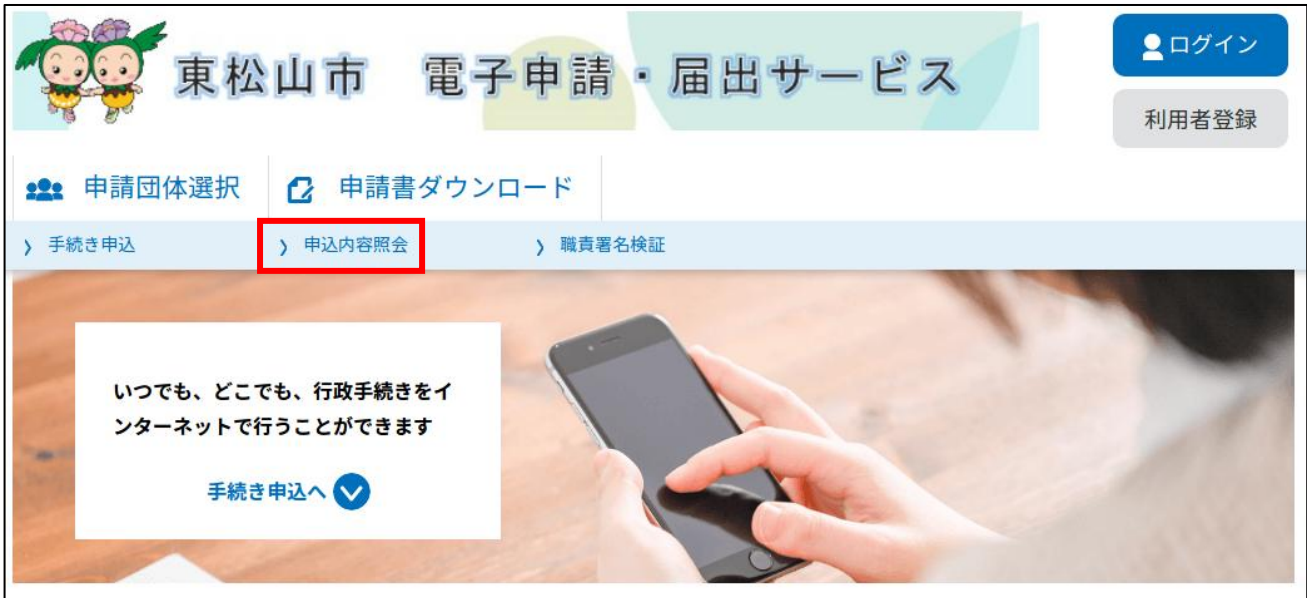 東松山市　電子申請・届出サービス
ログイン
利用者登録
申請団体選択
申請書ダウンロード
手続き申込
申込内容照会
職責署名検証
いつでも、どこでも、行政手続きをイ
ンターネットで行うことができます
手続き申込へ